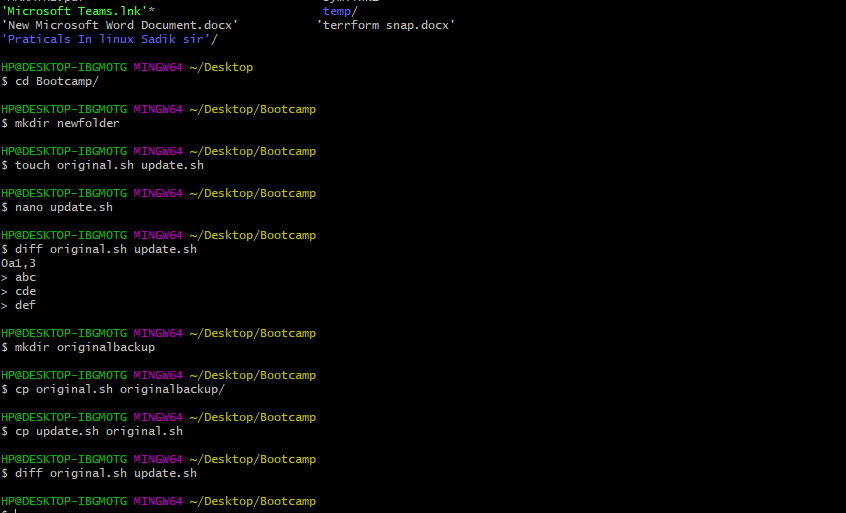 'Microsoft Teams.lnk'* temp/
'New Microsoft Word Document.docx' 'terrform snap.docx'
'Praticals In linux Sadik sir'/
HP@DESKTOP-IBGMOTG MINGW64 ~/Desktop
$ cd Bootcamp/
HP@DESKTOP-IBGMOTG MINGW64 ~/Desktop/Bootcamp
$ mkdir newfolder
HP@DESKTOP-IBGMOTG MINGW64 ~/Desktop/Bootcamp
$ touch original.sh update.sh
HP@DESKTOP-IBGMOTG MINGW64 ~/Desktop/Bootcamp
$ nano update.sh
HP@DESKTOP-IBGMOTG MINGW64 ~/Desktop/Bootcamp
$ diff original.sh update.sh
0a1,3
> abc
> cde
> def
HP@DESKTOP-IBGMOTG MINGW64 ~/Desktop/Bootcamp
$ mkdir originalbackup
HP@DESKTOP-IBGMOTG MINGW64 ~/Desktop/Bootcamp
$ cp original.sh originalbackup/
HP@DESKTOP-IBGMOTG MINGW64 ~/Desktop/Bootcamp
$ cp update.sh original.sh
HP@DESKTOP-IBGMOTG MINGW64 ~/Desktop/Bootcamp
$ diff original.sh update.sh
HP@DESKTOP-IBGMOTG MINGW64 ~/Desktop/Bootcamp
$